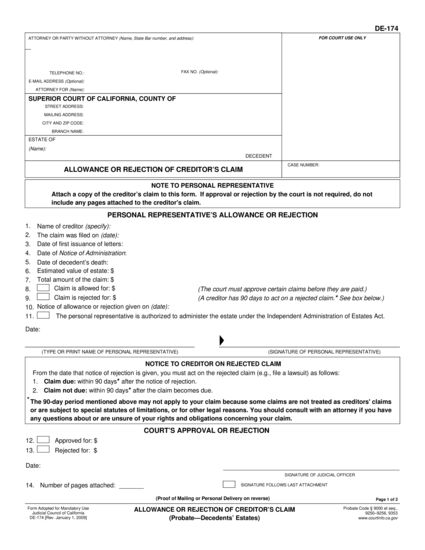 DE-174
ATTORNEY OR PARTY WITHOUT ATTORNEY (Name, State Bar number, and address):
FOR COURT USE ONLY
TELEPHONE NO.:
FAX NO. (Optional):
E-MAIL ADDRESS (Optional):
ATTORNEY FOR (Name):
SUPERIOR COURT OF CALIFORNIA, COUNTY OF
STREET ADDRESS:
MAILING ADDRESS:
CITY AND ZIP CODE:
BRANCH NAME:
ESTATE OF
(Name):
DECEDENT
ALLOWANCE OR REJECTION OF CREDITOR'S CLAIM
CASE NUMBER:
NOTE TO PERSONAL REPRESENTATIVE
Attach a copy of the creditor's claim to this form. If approval or rejection by the court is not required, do not
include any pages attached to the creditor's claim.
PERSONAL REPRESENTATIVE'S ALLOWANCE OR REJECTION
1. Name of creditor (specify):
2. The claim was filed on (date):
3. Date of first issuance of letters:
4. Date of Notice of Administration:
5. Date of decedent's death:
6. Estimated value of estate: $
7. Total amount of the claim: $
8. Claim is allowed for: $ (The court must approve certain claims before they are paid.)
9. Claim is rejected for: $ (A creditor has 90 days to act on a rejected claim.* See box below.)
10. Notice of allowance or rejection given on (date):
11. The personal representative is authorized to administer the estate under the Independent Administration of Estates Act.
Date:
(TYPE OR PRINT NAME OF PERSONAL REPRESENTATIVE) (SIGNATURE OF PERSONAL REPRESENTATIVE)
NOTICE TO CREDITOR ON REJECTED CLAIM
From the date that notice of rejection is given, you must act on the rejected claim (e.g., file a lawsuit) as follows:
1. Claim due: within 90 days* after the notice of rejection.
2. Claim not due: within 90 days* after the claim becomes due.
*The 90-day period mentioned above may not apply to your claim because some claims are not treated as creditors' claims
or are subject to special statutes of limitations, or for other legal reasons. You should consult with an attorney if you have
any questions about or are unsure of your rights and obligations concerning your claim.
COURT'S APPROVAL OR REJECTION
12. Approved for: $
13. Rejected for: $
Date:
SIGNATURE OF JUDICIAL OFFICER
14. Number of pages attached:
SIGNATURE FOLLOWS LAST ATTACHMENT
(Proof of Mailing or Personal Delivery on reverse)
Page 1 of 2
Form Adopted for Mandatory Use
Judicial Council of California
DE-174 [Rev. January 1, 2009]
ALLOWANCE OR REJECTION OF CREDITOR'S CLAIM
(Probate—Decedents' Estates)
Probate Code § 9000 et seq.,
9250–9256, 9353
www.courtinfo.ca.gov